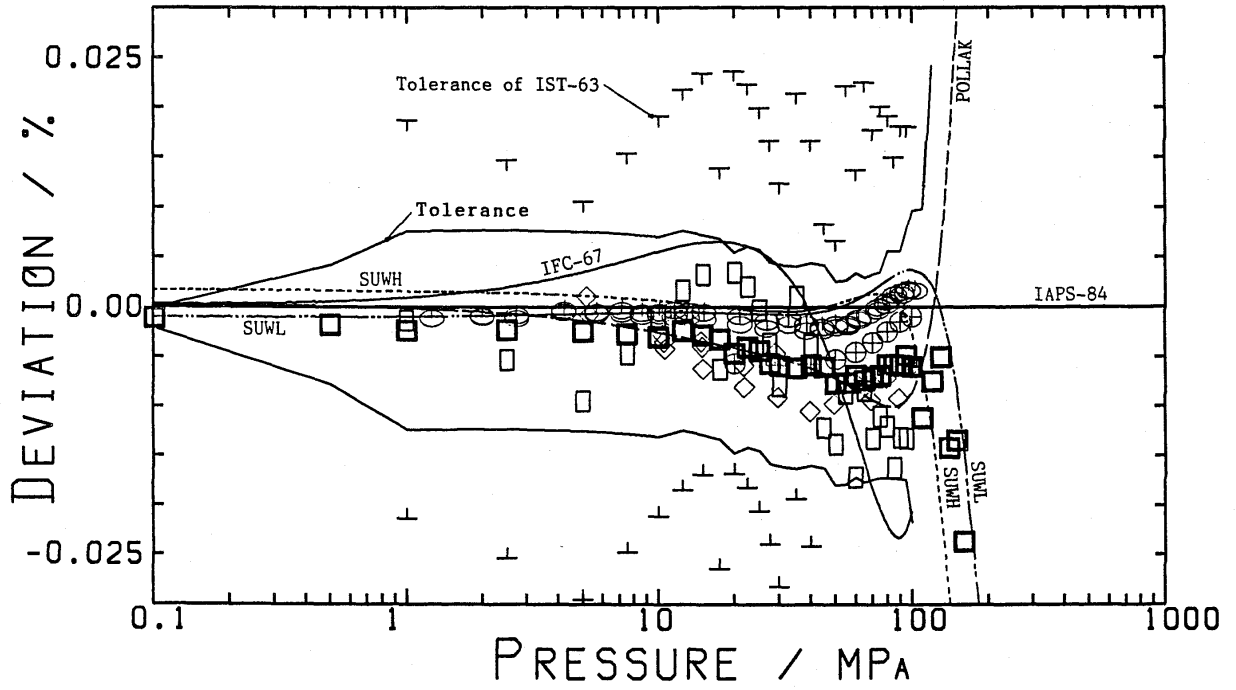 0.025
Tolerance of IST-63
POLLAK
DEVIATION / %
Tolerance
IFC-67
SUWH
IAPS-84
0.00
SUWL
SUWH
SUWL
-0.025
0.1
1
10
100
1000
PRESSURE / MPA